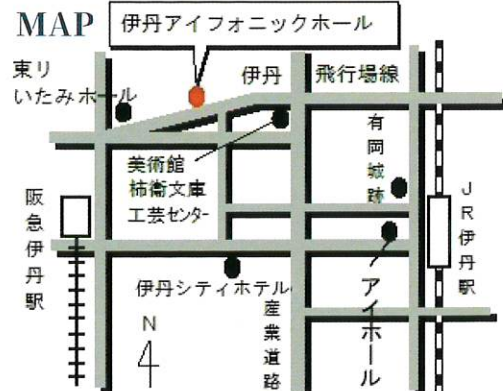 MAP
伊丹アイフォニックホール
東リ
いたみホール
伊丹
飛行場線
有岡城跡
美術館
柿衛文庫
工芸センター
阪急伊丹駅
JR伊丹駅
伊丹シティホテル
アイホール
産業道路
N